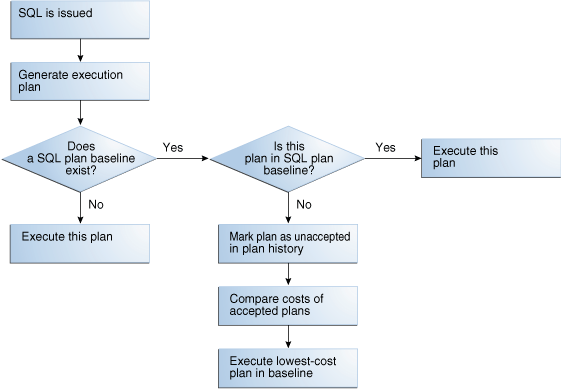 SQL is issued
Generate execution
plan
Does
a SQL plan baseline
exist?
Yes
Is this
plan in SQL plan
baseline?
Yes
Execute this
plan
No
No
Execute this plan
Mark plan as unaccepted
in plan history
Compare costs of
accepted plans
Execute lowest-cost
plan in baseline